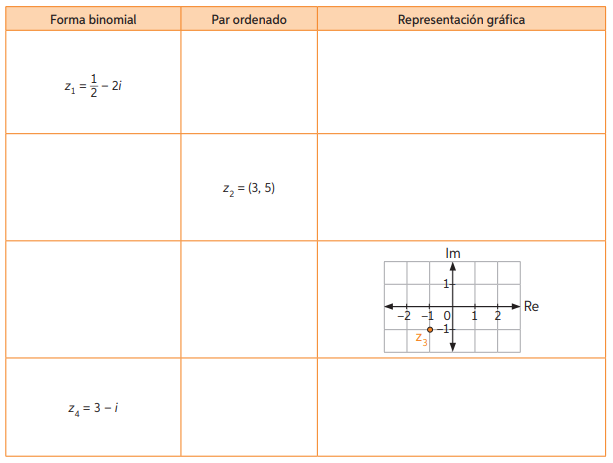 Forma binomial Par ordenado Representación gráfica
z₁ = 1/2 – 2i
z₂ = (3, 5)
Im
1
Re
–2 –1 0 1 2
–1
z₃
z₄ = 3 – i